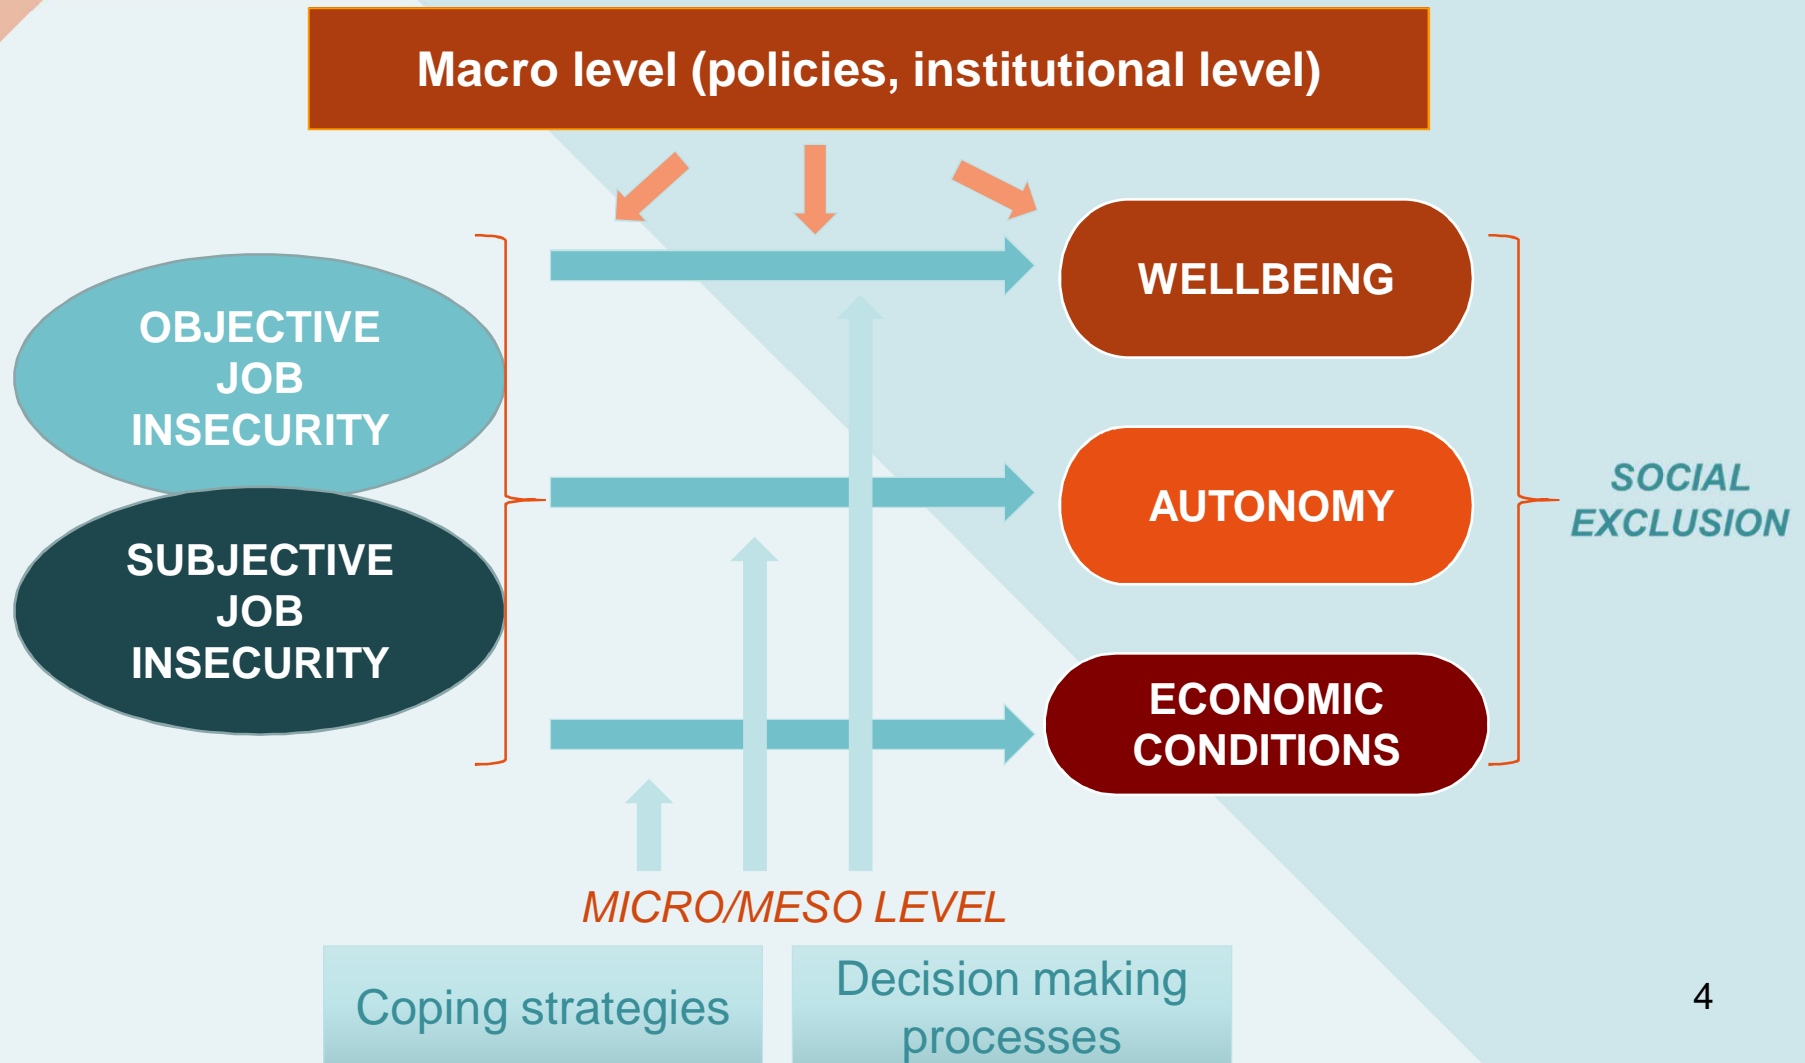 Macro level (policies, institutional level)
OBJECTIVE
JOB
INSECURITY
SUBJECTIVE
JOB
INSECURITY
WELLBEING
AUTONOMY
ECONOMIC
CONDITIONS
SOCIAL
EXCLUSION
MICRO/MESO LEVEL
Coping strategies
Decision making
processes
4